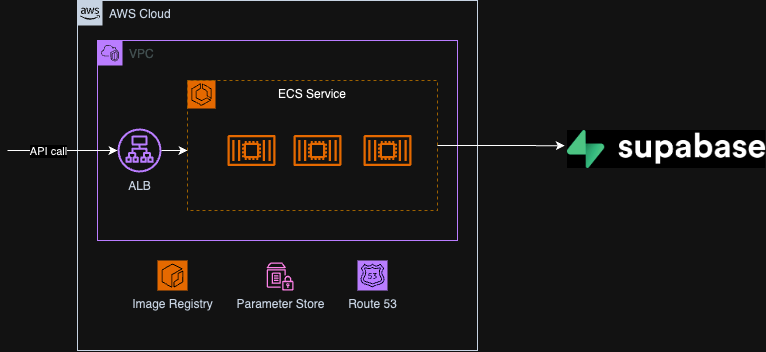 aws
AWS Cloud
VPC
ECS Service
API call
ALB
supabase
53
Image Registry
Parameter Store
Route 53